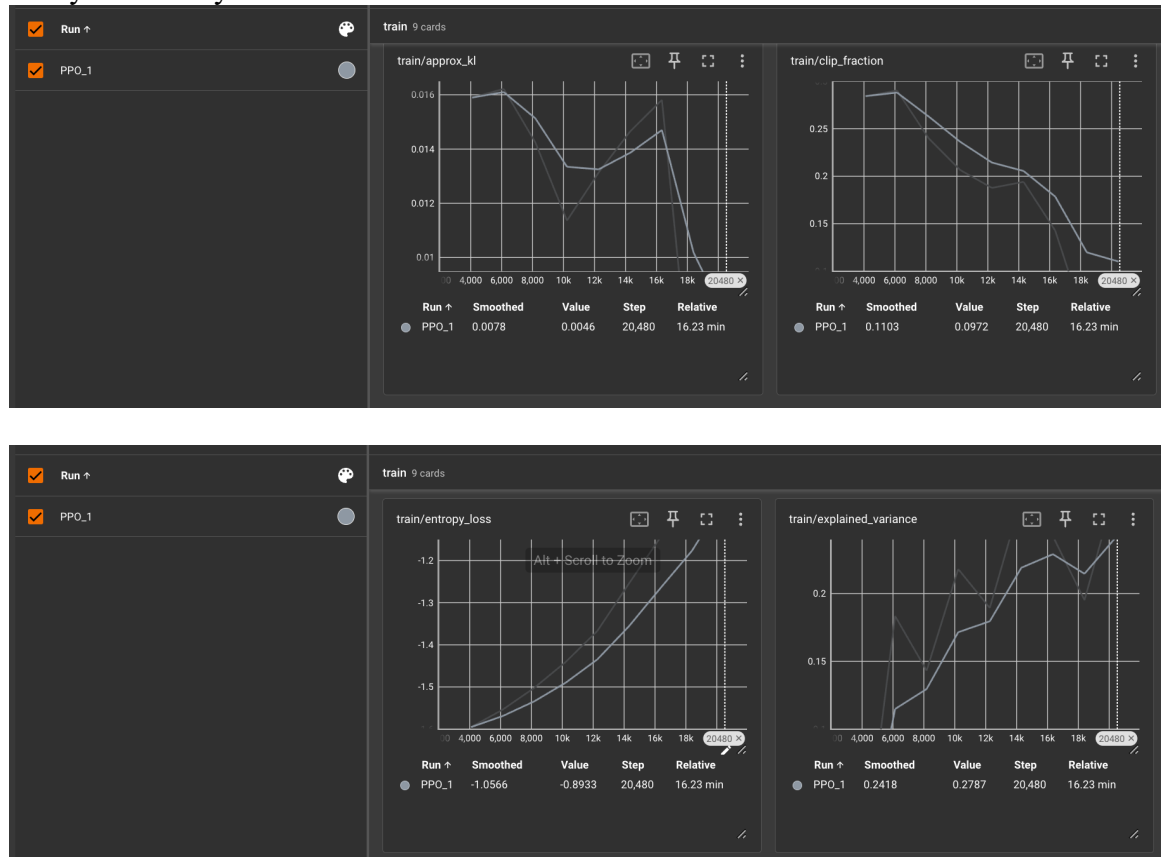 Run ↑
train 9 cards
PPO_1
train/approx_kl
train/clip_fraction
0.016
0.014
0.012
0.01
4,000 6,000 8,000 10k 12k 14k 16k 18k 20480 ×
0.25
0.2
0.15
4,000 6,000 8,000 10k 12k 14k 16k 18k 20480 ×
Run ↑ Smoothed Value Step Relative
PPO_1 0.0078 0.0046 20,480 16.23 min
Run ↑ Smoothed Value Step Relative
PPO_1 0.1103 0.0972 20,480 16.23 min
Run ↑
train 9 cards
PPO_1
train/entropy_loss
train/explained_variance
Alt + Scroll to Zoom
-1.2
-1.3
-1.4
-1.5
4,000 6,000 8,000 10k 12k 14k 16k 18k 20480 ×
0.2
0.15
4,000 6,000 8,000 10k 12k 14k 16k 18k 20480 ×
Run ↑ Smoothed Value Step Relative
PPO_1 -1.0566 -0.8933 20,480 16.23 min
Run ↑ Smoothed Value Step Relative
PPO_1 0.2418 0.2787 20,480 16.23 min